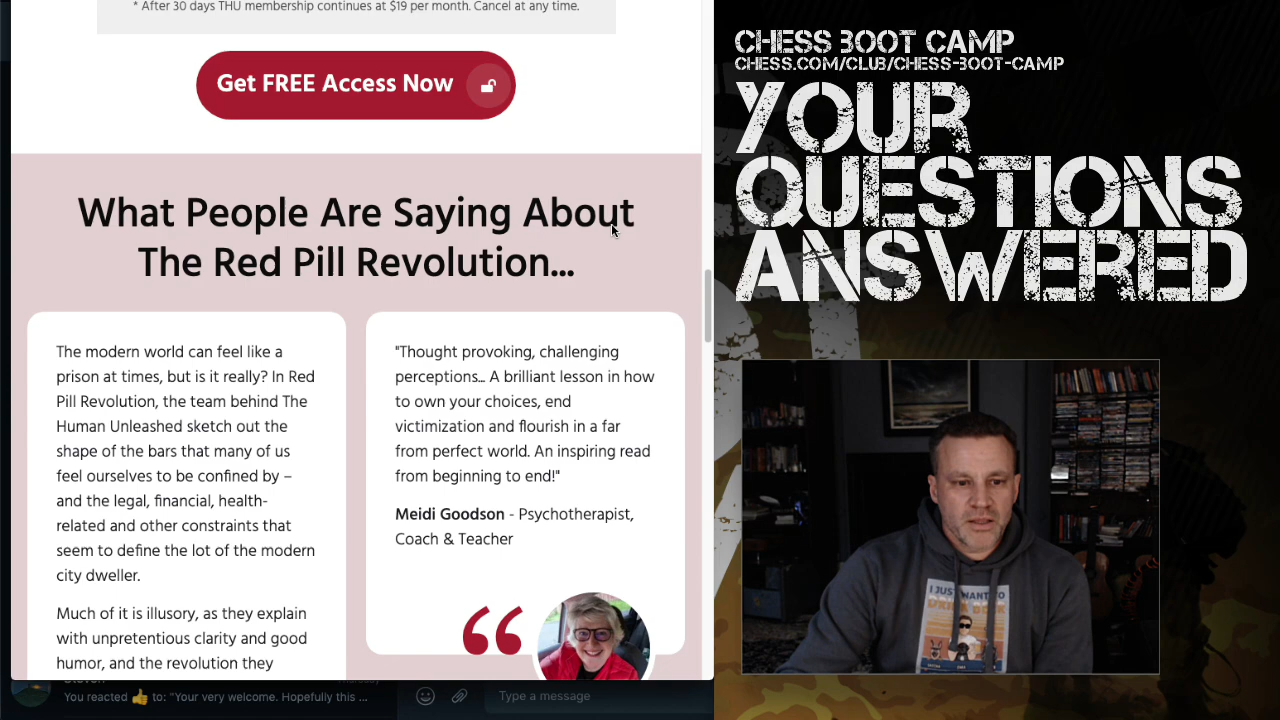 * After 30 days THU membership continues at $19 per month. Cancel at any time.
Get FREE Access Now
What People Are Saying About
The Red Pill Revolution...
The modern world can feel like a
prison at times, but is it really? In Red
Pill Revolution, the team behind The
Human Unleashed sketch out the
shape of the bars that many of us
feel ourselves to be confined by –
and the legal, financial, health-
related and other constraints that
seem to define the lot of the modern
city dweller.
Much of it is illusory, as they explain
with unpretentious clarity and good
humor, and the revolution they
"Thought provoking, challenging
perceptions... A brilliant lesson in how
to own your choices, end
victimization and flourish in a far
from perfect world. An inspiring read
from beginning to end!"
Meidi Goodson - Psychotherapist,
Coach & Teacher
You reacted 👍 to: "Your very welcome. Hopefully this ...
Type a message
CHESS BOOT CAMP
CHESS.COM/CLUB/CHESS-BOOT-CAMP
YOUR
QUESTIONS
ANSWERED
I JUST WANT TO